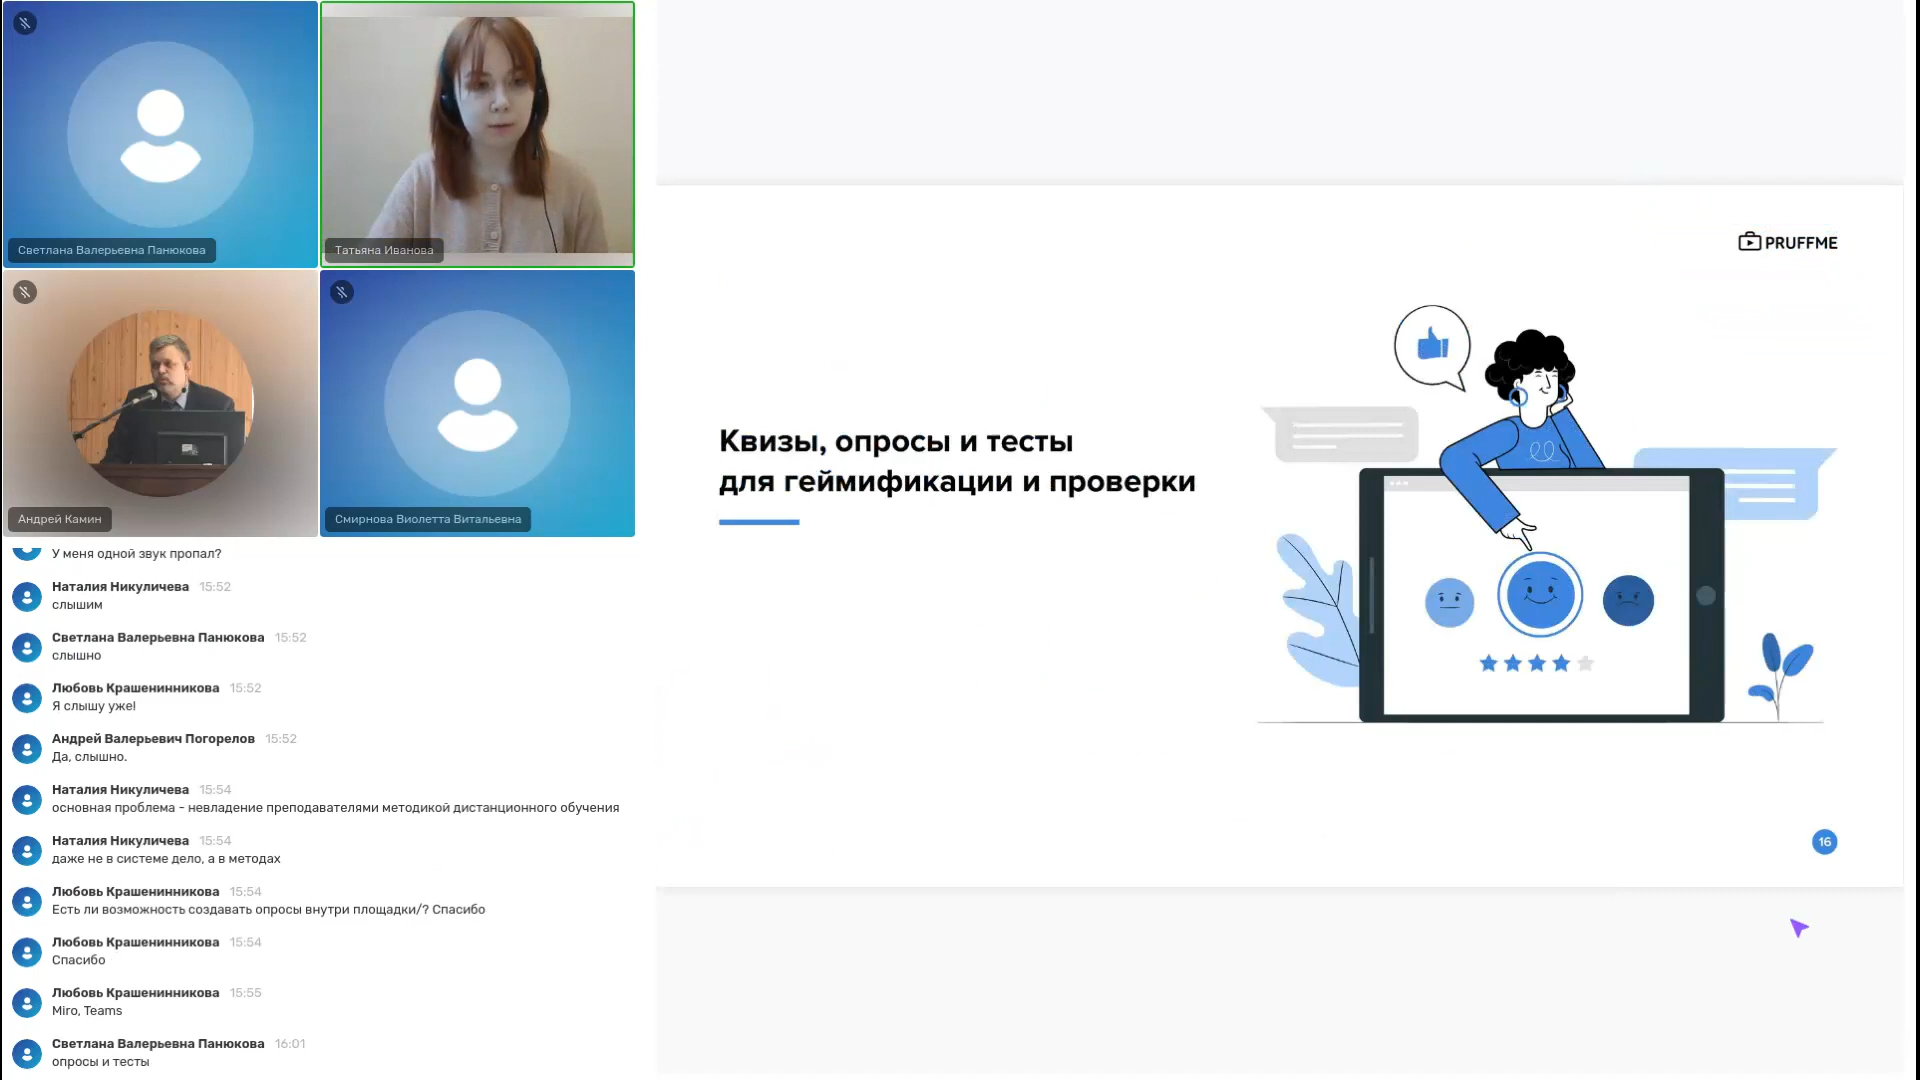 Светлана Валерьевна Панюкова
Татьяна Иванова
Андрей Камин
Смирнова Виолетта Витальевна
У меня одной звук пропал?
Наталия Никуличева 15:52
слышим
Светлана Валерьевна Панюкова 15:52
слышно
Любовь Крашенинникова 15:52
Я слышу уже!
Андрей Валерьевич Погорелов 15:52
Да, слышно.
Наталия Никуличева 15:54
основная проблема - невладение преподавателями методикой дистанционного обучения
Наталия Никуличева 15:54
даже не в системе дело, а в методах
Любовь Крашенинникова 15:54
Есть ли возможность создавать опросы внутри площадки/? Спасибо
Любовь Крашенинникова 15:54
Спасибо
Любовь Крашенинникова 15:55
Miro, Teams
Светлана Валерьевна Панюкова 16:01
опросы и тесты
PRUFFME
Квизы, опросы и тесты
для геймификации и проверки
16